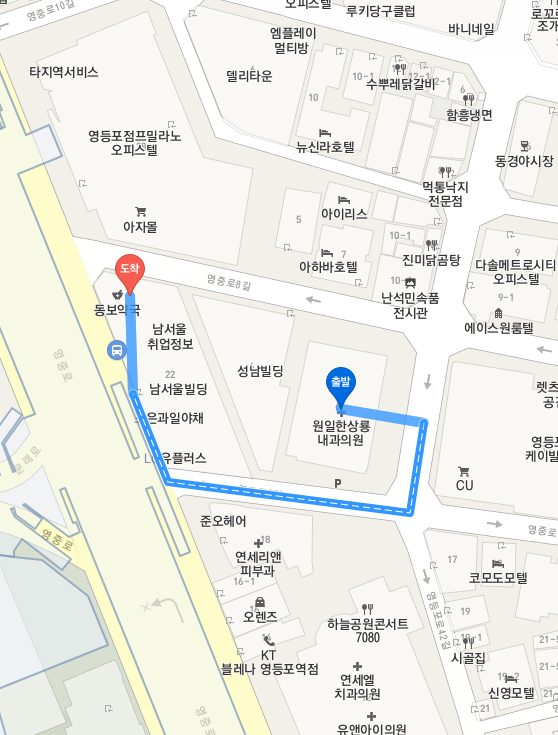 영등포로10길
오피스텔
루키당구클럽
바니네일
엠플레이
멀티방
타지역서비스
델리타운
10-1
수뿌레닭갈비
12-1
10
함흥냉면
영등포점프밀라노
오피스텔
뉴신라호텔
동경야시장
먹통낙지
전문점
아이리스
5
아자몰
10-1
진미닭곰탕
9
다솔메트로시티
오피스텔
7
아하바호텔
도착
영중로8길
난석민속품
전시관
9-1
에이스원룸텔
동보약국
남서울
취업정보
영중로
22
남서울빌딩
성남빌딩
출발
원일한상룡
내과의원
은과일야채
유플러스
문래로
P
CU
영중로
준오헤어
18
연세리앤
피부과
16-1
17
코모도모텔
오렌즈
영등포로42길
19
하늘공원콘서트
7080
KT
블레나 영등포역점
시골집
연세엘
치과의원
19-2
신영모텔
영중로
21
유앤아이의원